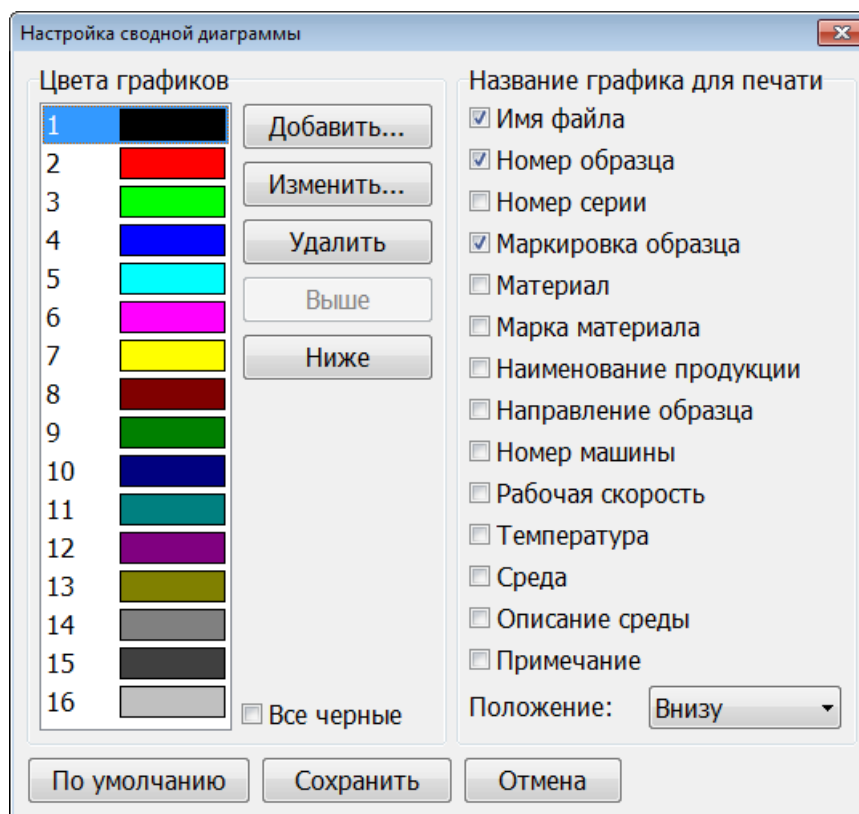 Настройка сводной диаграммы
Цвета графиков
1
2
3
4
5
6
7
8
9
10
11
12
13
14
15
16
Добавить...
Изменить...
Удалить
Выше
Ниже
Все черные
Название графика для печати
Имя файла
Номер образца
Номер серии
Маркировка образца
Материал
Марка материала
Наименование продукции
Направление образца
Номер машины
Рабочая скорость
Температура
Среда
Описание среды
Примечание
Положение: Внизу
По умолчанию Сохранить Отмена